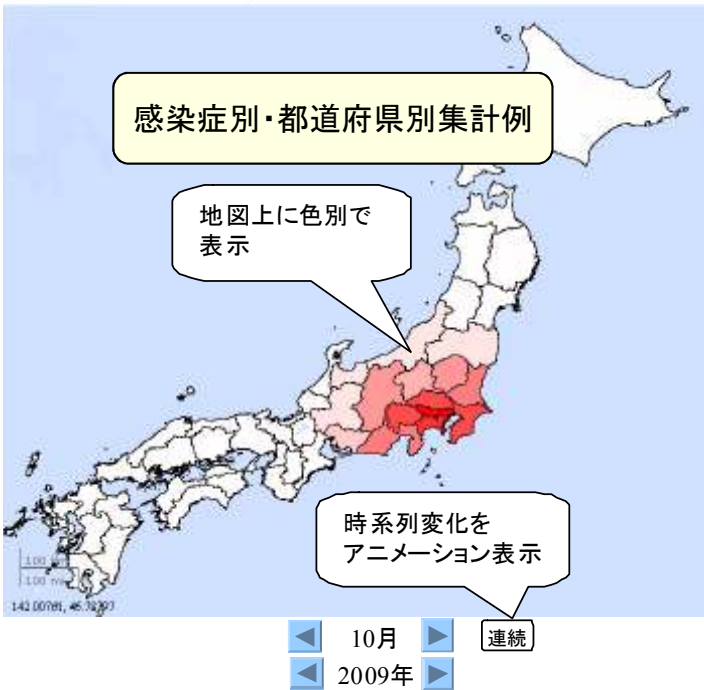 感染症別・都道府県別集計例
地図上に色別で
表示
時系列変化を
アニメーション表示
100
100
10月
連続
2009年